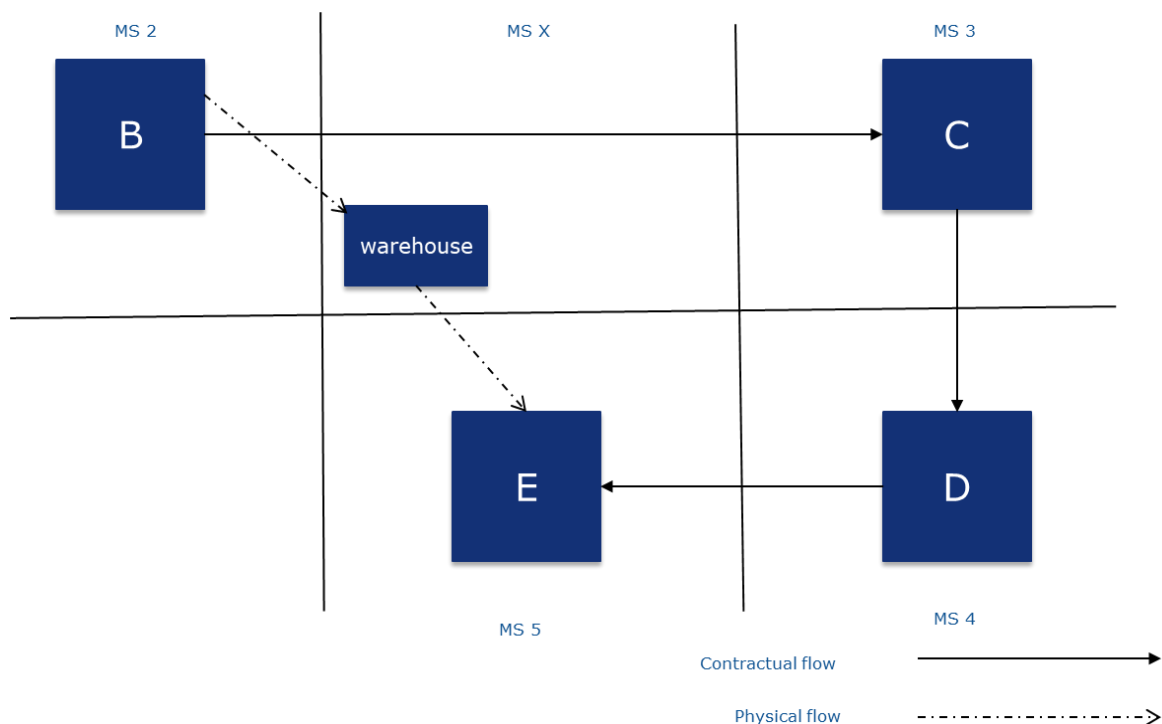 MS 2
MS X
MS 3
B
C
warehouse
E
D
MS 5
MS 4
Contractual flow
Physical flow